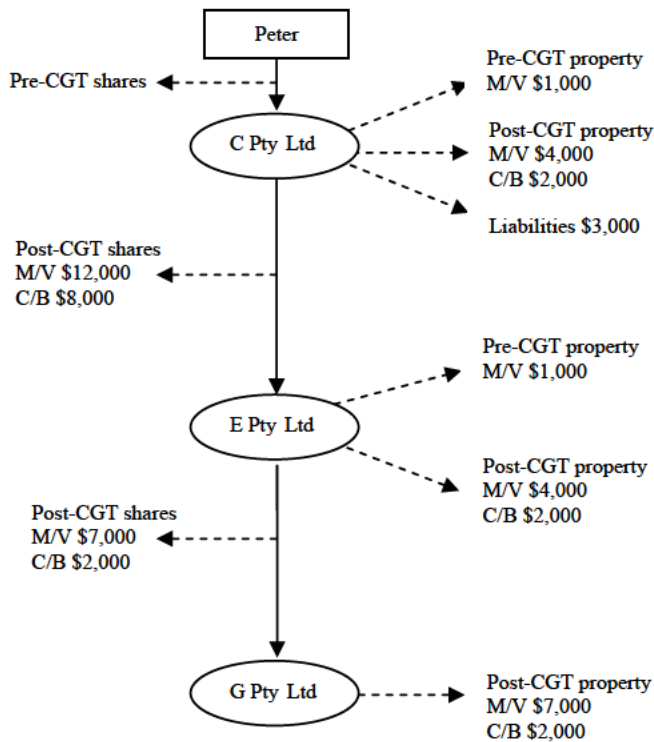 Peter
Pre-CGT shares
Pre-CGT property
M/V $1,000
C Pty Ltd
Post-CGT property
M/V $4,000
C/B $2,000
Liabilities $3,000
Post-CGT shares
M/V $12,000
C/B $8,000
Pre-CGT property
M/V $1,000
E Pty Ltd
Post-CGT property
M/V $4,000
C/B $2,000
Post-CGT shares
M/V $7,000
C/B $2,000
G Pty Ltd
Post-CGT property
M/V $7,000
C/B $2,000